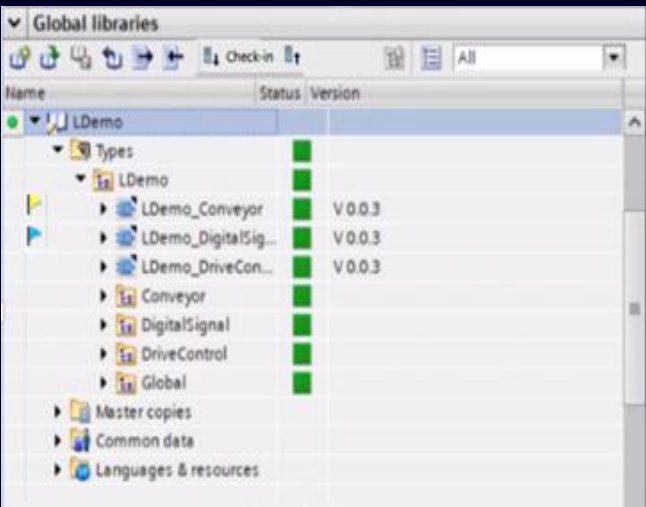 Global libraries
Check-in All
Name Status Version
LDemo
Types
LDemo
LDemo_Conveyor V 0.0.3
LDemo_DigitalSig... V 0.0.3
LDemo_DriveCon... V 0.0.3
Conveyor
DigitalSignal
DriveControl
Global
Master copies
Common data
Languages & resources